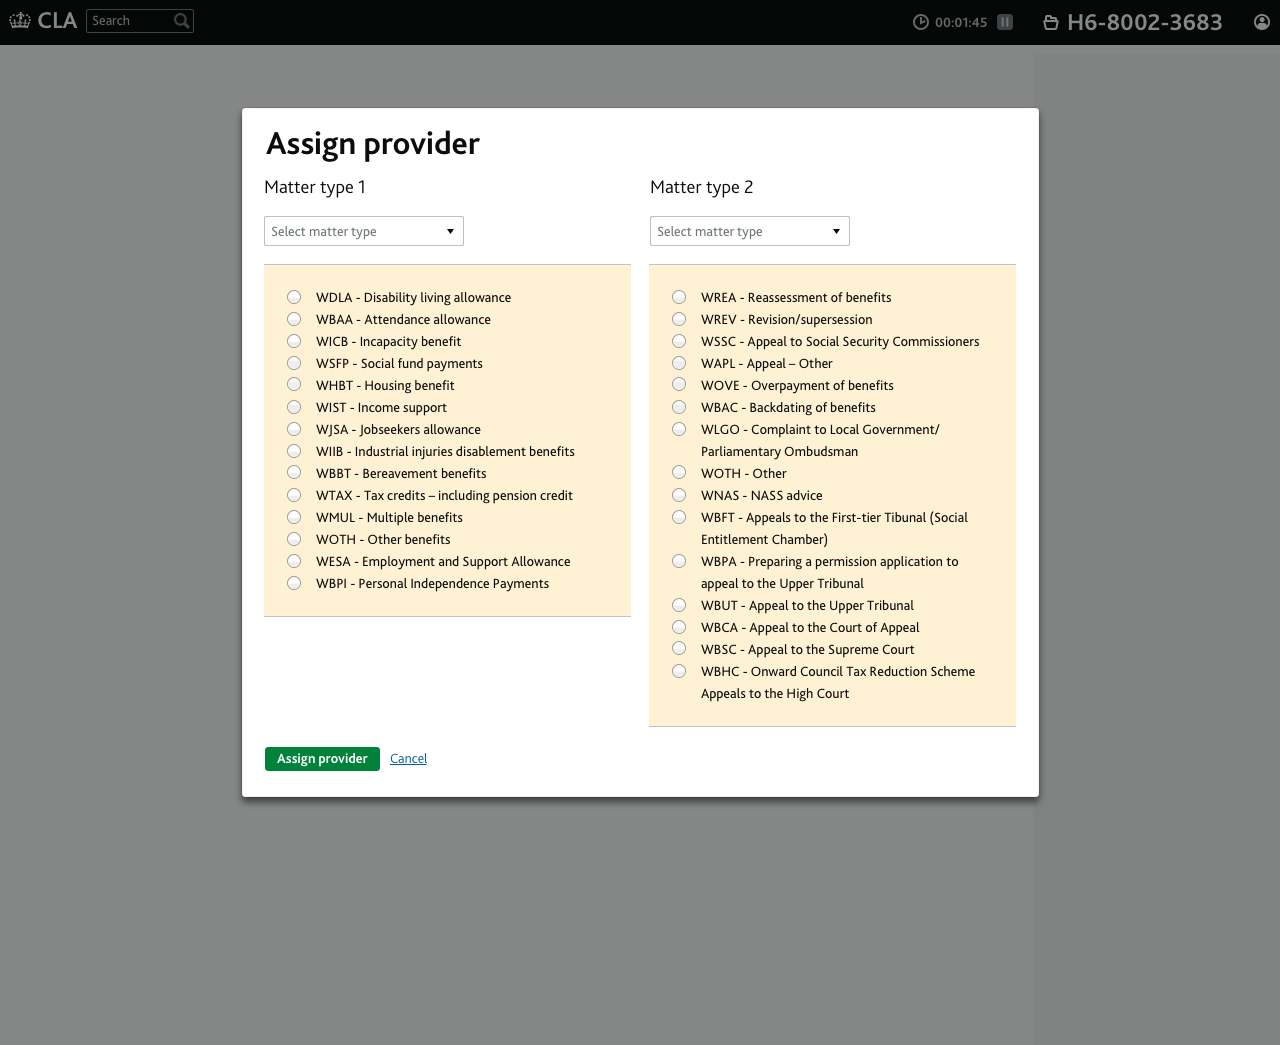 CLA
Search
00:01:45
H6-8002-3683
Assign provider
Matter type 1
Select matter type
WDLA - Disability living allowance
WBAA - Attendance allowance
WICB - Incapacity benefit
WSFP - Social fund payments
WHBT - Housing benefit
WIST - Income support
WJSA - Jobseekers allowance
WIIB - Industrial injuries disablement benefits
WBBT - Bereavement benefits
WTAX - Tax credits – including pension credit
WMUL - Multiple benefits
WOTH - Other benefits
WESA - Employment and Support Allowance
WBPI - Personal Independence Payments
Matter type 2
Select matter type
WREA - Reassessment of benefits
WREV - Revision/supersession
WSSC - Appeal to Social Security Commissioners
WAPL - Appeal – Other
WOVE - Overpayment of benefits
WBAC - Backdating of benefits
WLGO - Complaint to Local Government/
Parliamentary Ombudsman
WOTH - Other
WNAS - NASS advice
WBFT - Appeals to the First-tier Tibunal (Social
Entitlement Chamber)
WBPA - Preparing a permission application to
appeal to the Upper Tribunal
WBUT - Appeal to the Upper Tribunal
WBCA - Appeal to the Court of Appeal
WBSC - Appeal to the Supreme Court
WBHC - Onward Council Tax Reduction Scheme
Appeals to the High Court
Assign provider
Cancel